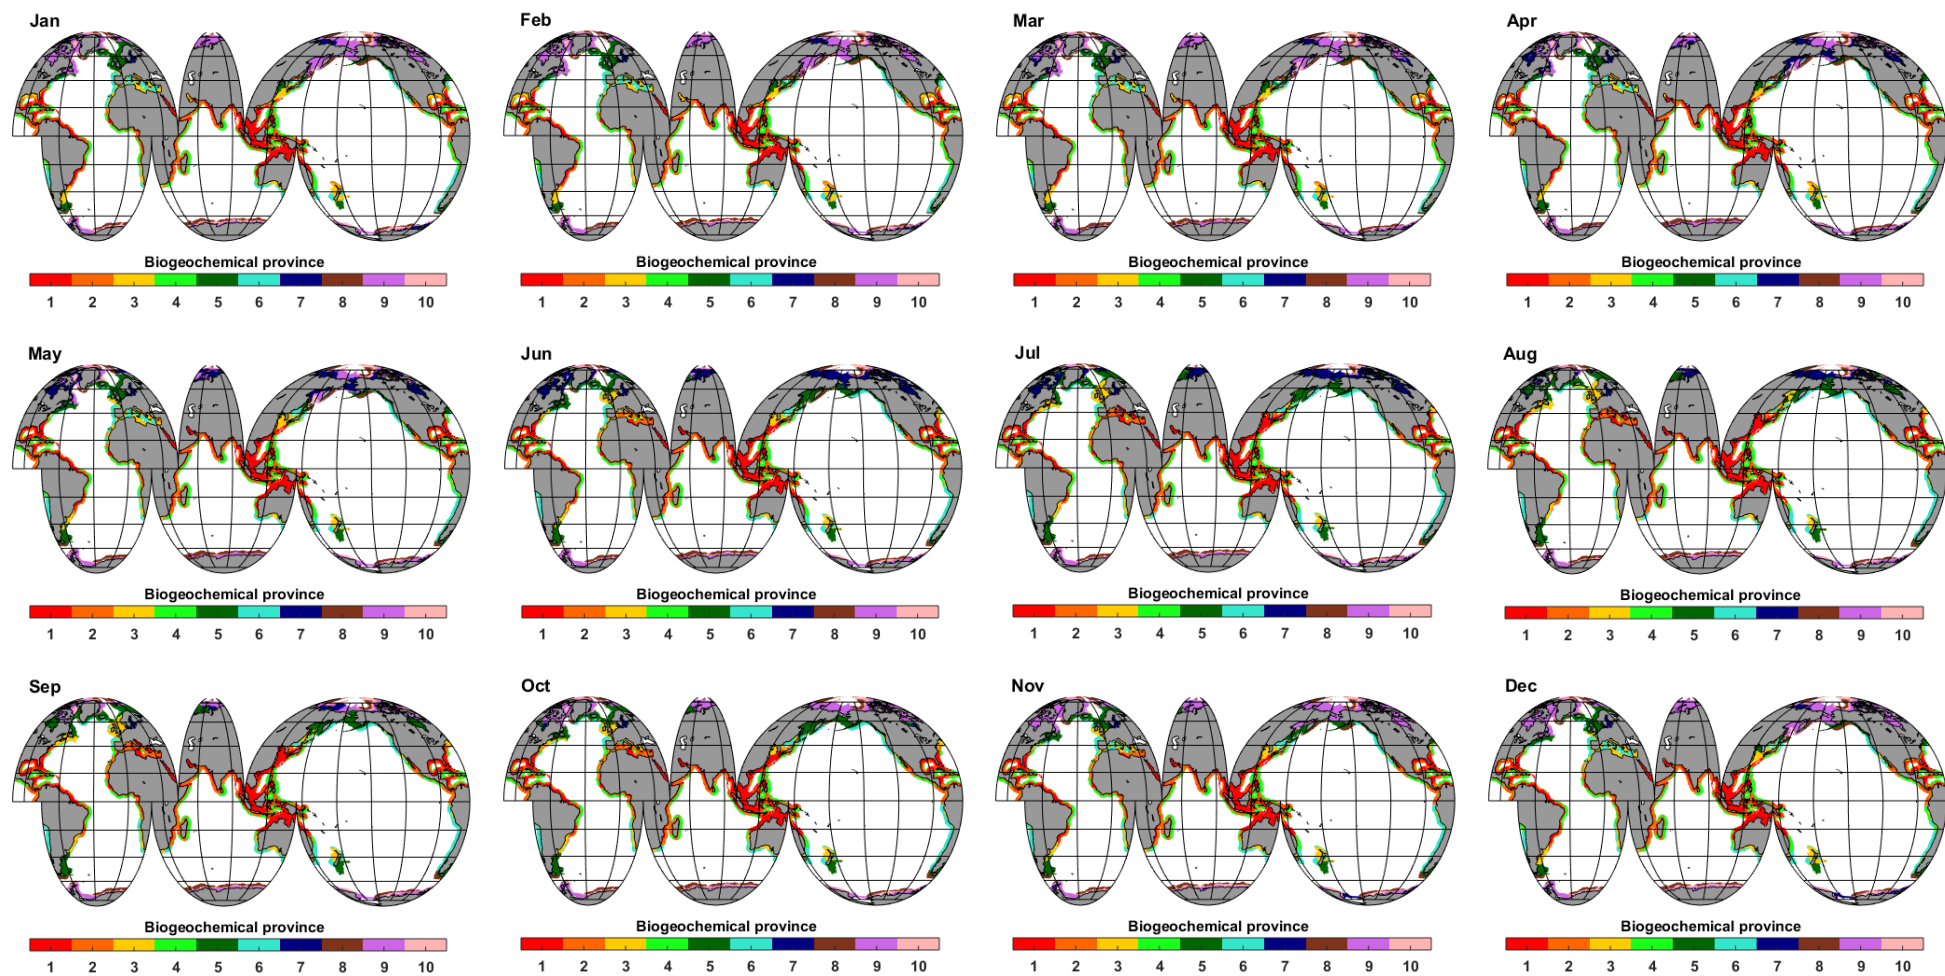 Jan
Feb
Mar
Apr
Biogeochemical province
Biogeochemical province
Biogeochemical province
Biogeochemical province
1 2 3 4 5 6 7 8 9 10
1 2 3 4 5 6 7 8 9 10
1 2 3 4 5 6 7 8 9 10
1 2 3 4 5 6 7 8 9 10
May
Jun
Jul
Aug
Biogeochemical province
Biogeochemical province
Biogeochemical province
Biogeochemical province
1 2 3 4 5 6 7 8 9 10
1 2 3 4 5 6 7 8 9 10
1 2 3 4 5 6 7 8 9 10
1 2 3 4 5 6 7 8 9 10
Sep
Oct
Nov
Dec
Biogeochemical province
Biogeochemical province
Biogeochemical province
Biogeochemical province
1 2 3 4 5 6 7 8 9 10
1 2 3 4 5 6 7 8 9 10
1 2 3 4 5 6 7 8 9 10
1 2 3 4 5 6 7 8 9 10